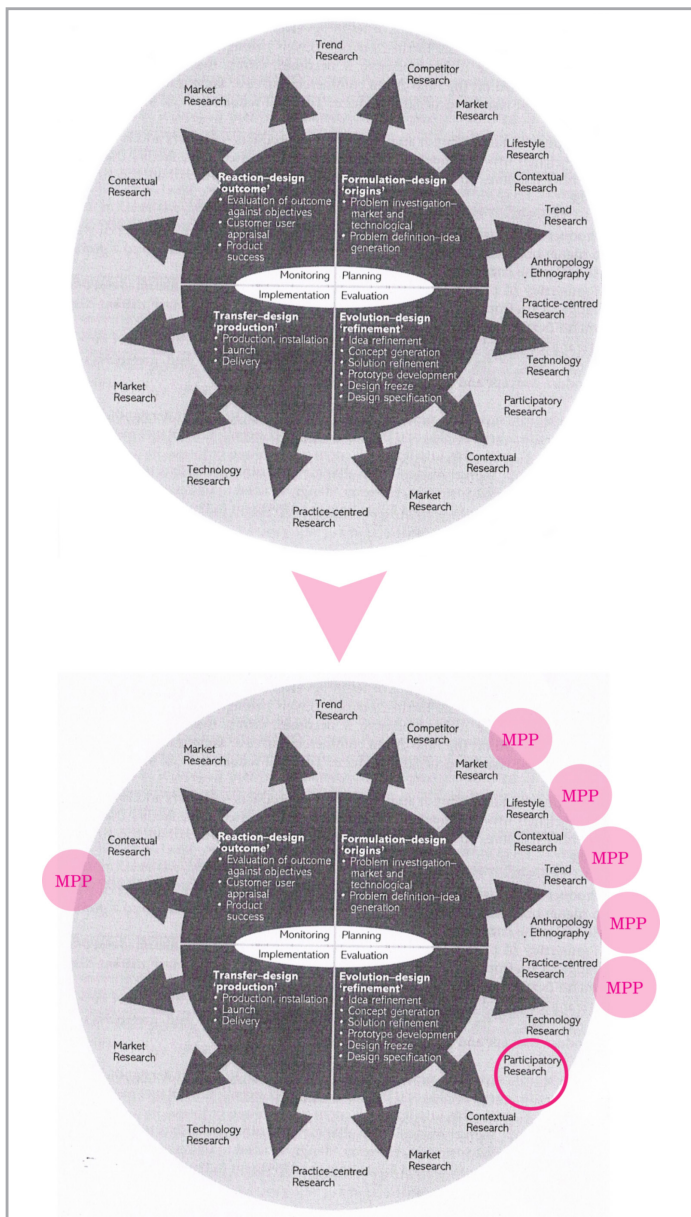 Trend
Research
Competitor
Research
Market
Research
Market
Research
Lifestyle
Research
Contextual
Research
Contextual
Research
Trend
Research
Anthropology
Ethnography
Practice-centred
Research
Technology
Research
Participatory
Research
Contextual
Research
Market
Research
Practice-centred
Research
Technology
Research
Market
Research
Reaction–design
'outcome'
• Evaluation of outcome
against objectives
• Customer user
appraisal
• Product
success
Formulation–design
'origins'
• Problem investigation–
market and
technological
• Problem definition–idea
generation
Monitoring
Planning
Implementation
Evaluation
Transfer–design
'production'
• Production, installation
• Launch
• Delivery
Evolution–design
'refinement'
• Idea refinement
• Concept generation
• Solution refinement
• Prototype development
• Design freeze
• Design specification
Trend
Research
Competitor
Research
MPP
Market
Research
Market
Research
Lifestyle
Research
MPP
Contextual
Research
MPP
Contextual
Research
Trend
Research
MPP
Anthropology
Ethnography
MPP
Practice-centred
Research
MPP
Technology
Research
Participatory
Research
Contextual
Research
Market
Research
Practice-centred
Research
Technology
Research
Market
Research
Reaction–design
'outcome'
• Evaluation of outcome
against objectives
• Customer user
appraisal
• Product
success
Formulation–design
'origins'
• Problem investigation–
market and
technological
• Problem definition–idea
generation
Monitoring
Planning
Implementation
Evaluation
Transfer–design
'production'
• Production, installation
• Launch
• Delivery
Evolution–design
'refinement'
• Idea refinement
• Concept generation
• Solution refinement
• Prototype development
• Design freeze
• Design specification